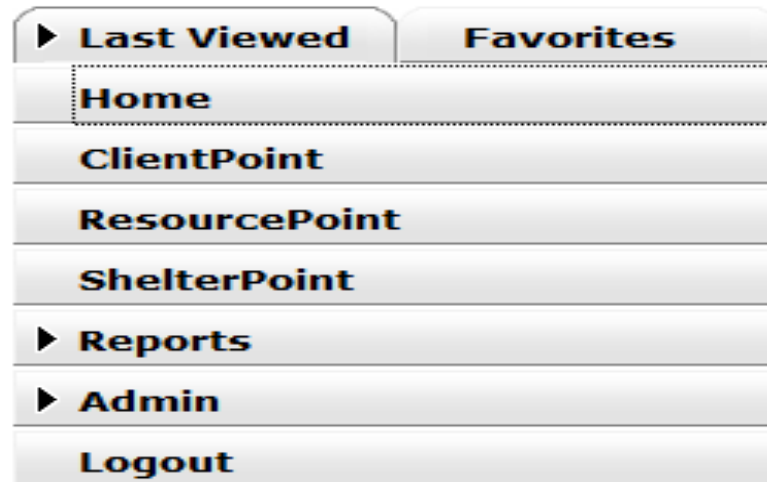 Last Viewed Favorites
Home
ClientPoint
ResourcePoint
ShelterPoint
Reports
Admin
Logout